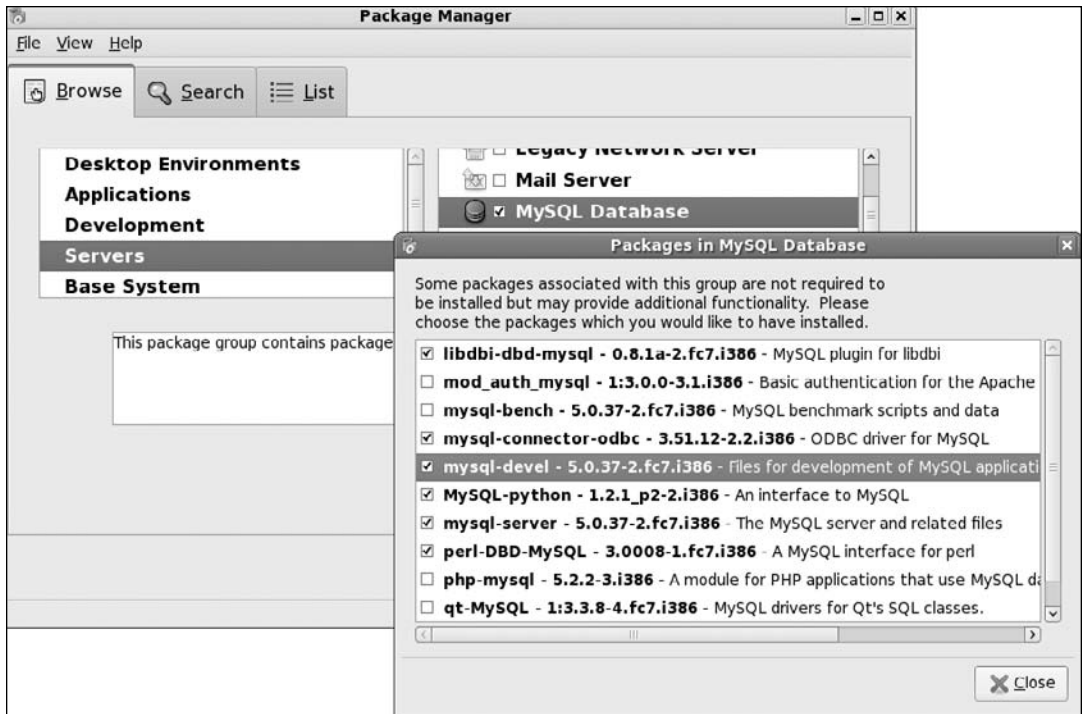 Package Manager
File View Help
Browse Search List
Desktop Environments
Applications
Development
Servers
Base System
Legacy Network Server
Mail Server
MySQL Database
This package group contains package
Packages in MySQL Database
Some packages associated with this group are not required to
be installed but may provide additional functionality. Please
choose the packages which you would like to have installed.
libdbi-dbd-mysql - 0.8.1a-2.fc7.i386 - MySQL plugin for libdbi
mod_auth_mysql - 1:3.0.0-3.1.i386 - Basic authentication for the Apache
mysql-bench - 5.0.37-2.fc7.i386 - MySQL benchmark scripts and data
mysql-connector-odbc - 3.51.12-2.2.i386 - ODBC driver for MySQL
mysql-devel - 5.0.37-2.fc7.i386 - Files for development of MySQL applicati
MySQL-python - 1.2.1_p2-2.i386 - An interface to MySQL
mysql-server - 5.0.37-2.fc7.i386 - The MySQL server and related files
perl-DBD-MySQL - 3.0008-1.fc7.i386 - A MySQL interface for perl
php-mysql - 5.2.2-3.i386 - A module for PHP applications that use MySQL da
qt-MySQL - 1:3.3.8-4.fc7.i386 - MySQL drivers for Qt's SQL classes.
Close